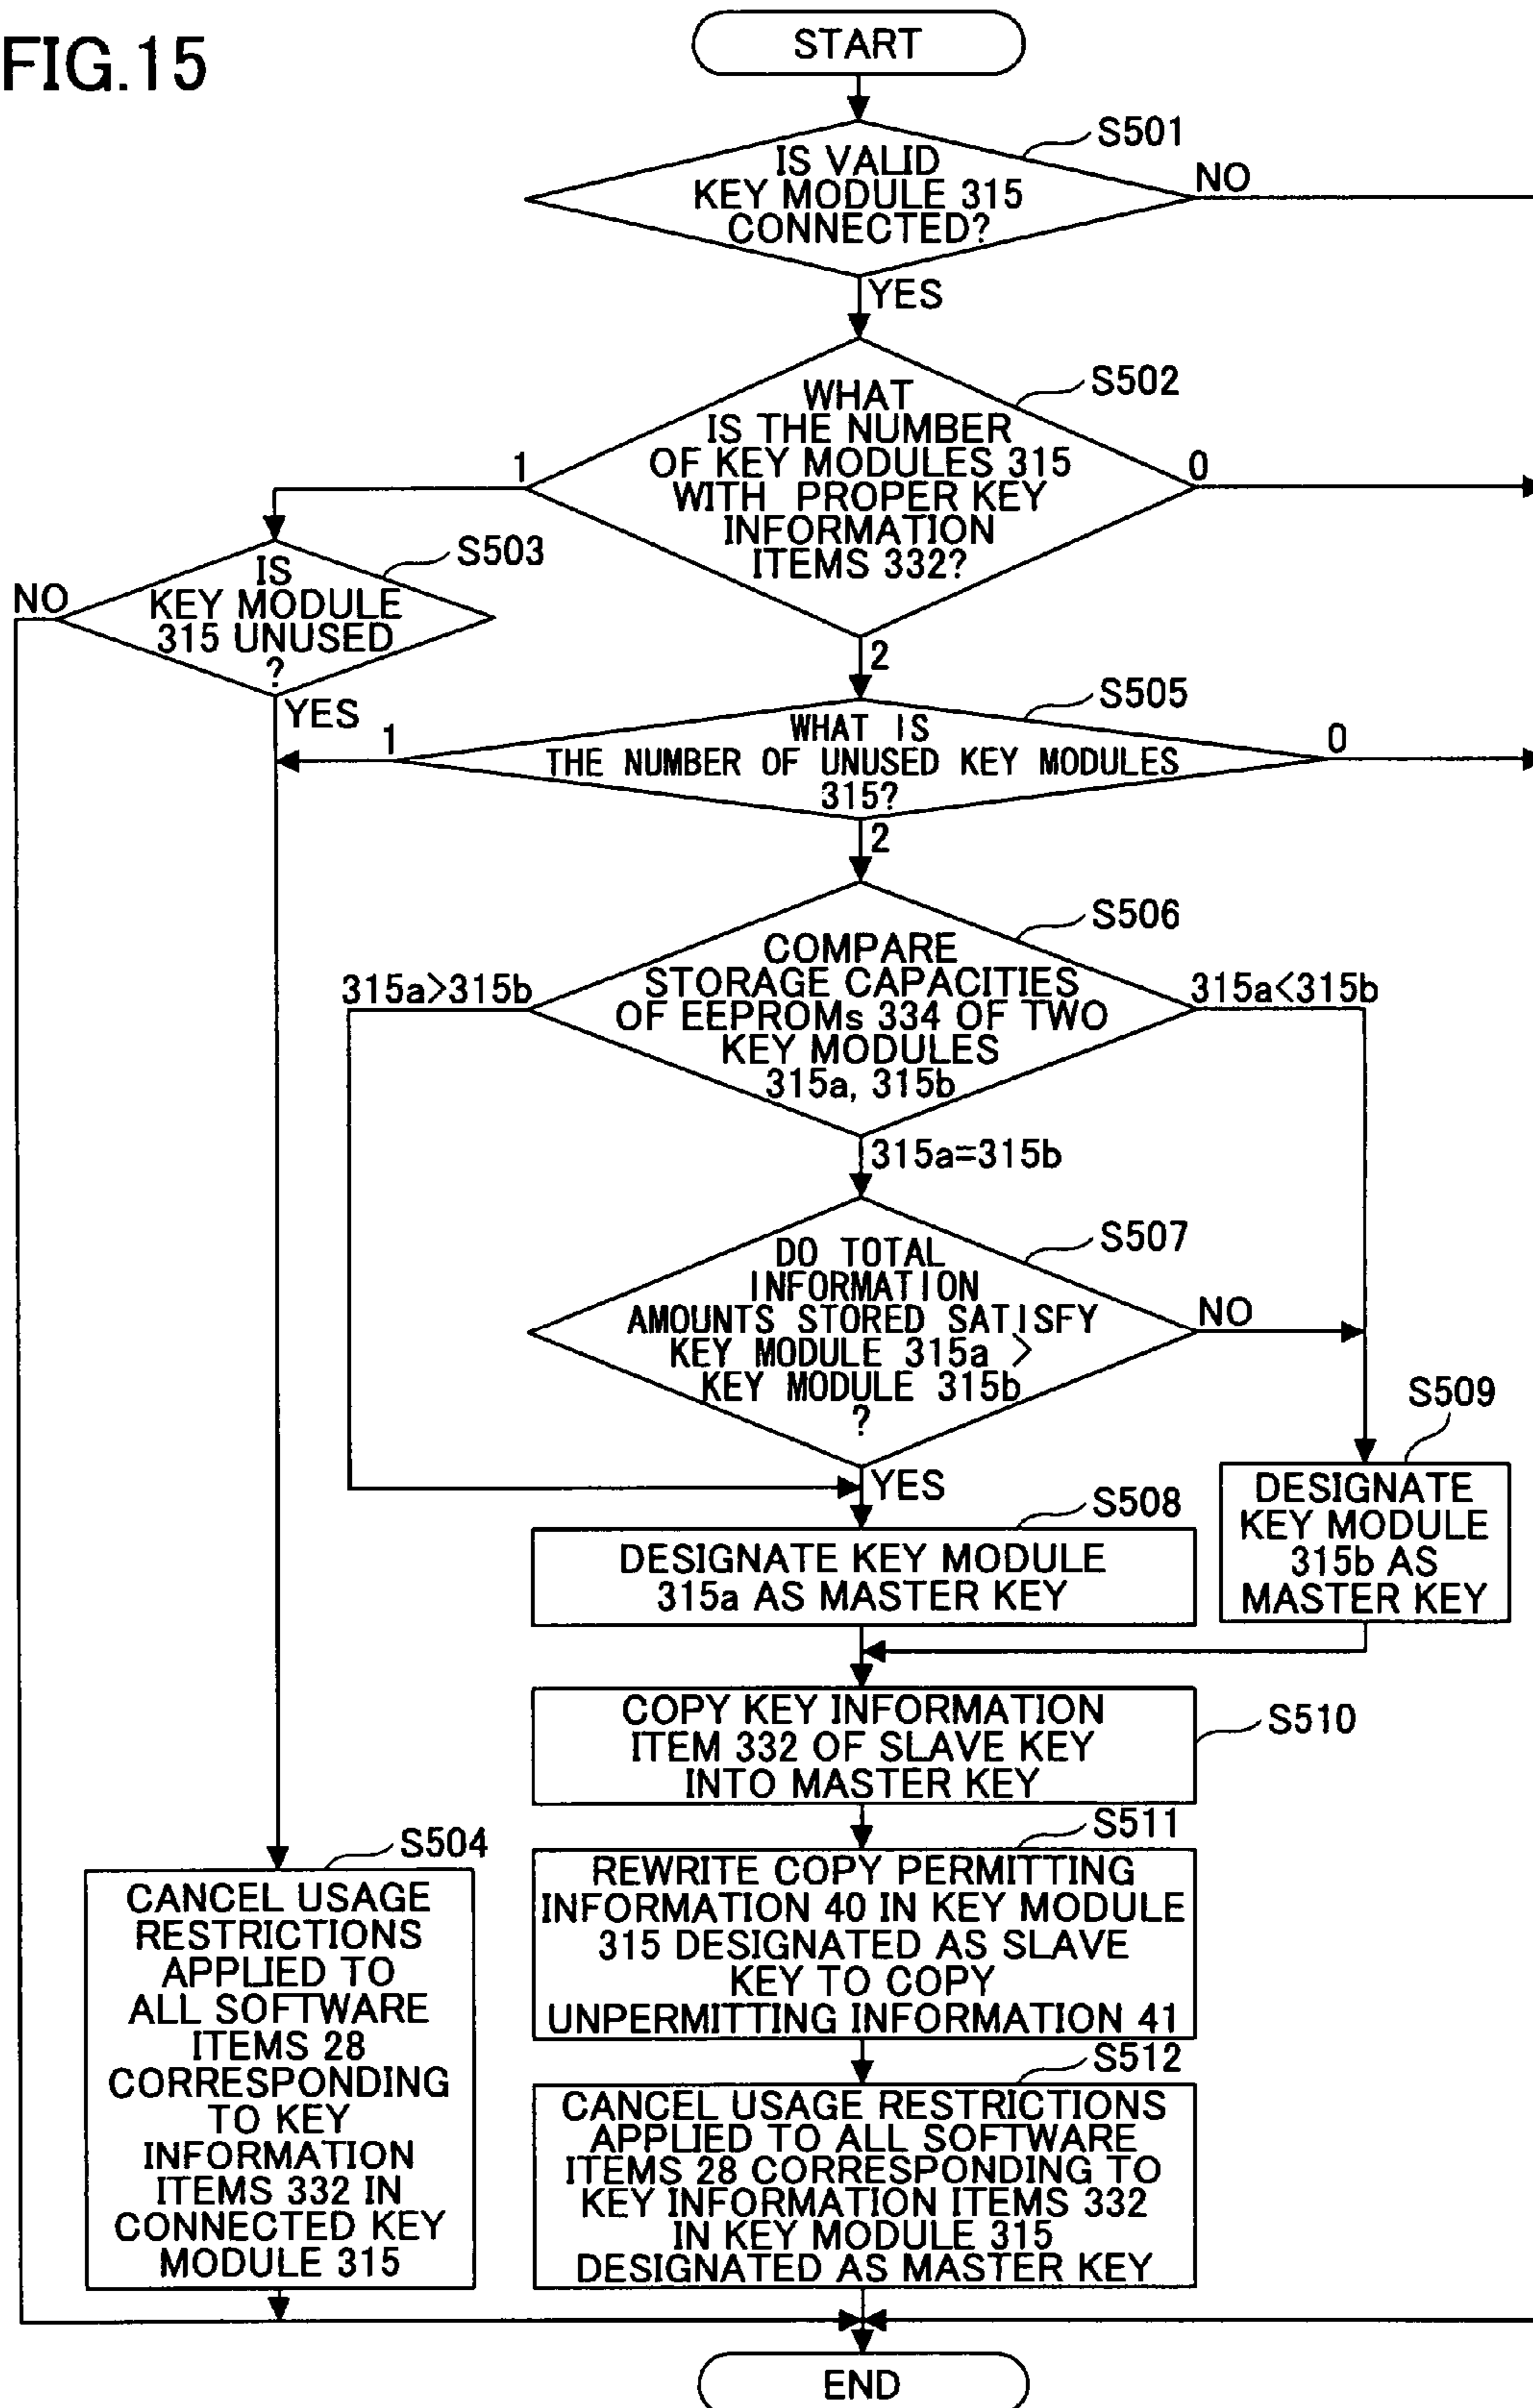 FIG.15
START
S501
IS VALID
KEY MODULE 315
CONNECTED?
NO
YES
S502
WHAT
IS THE NUMBER
OF KEY MODULES 315
WITH PROPER KEY
INFORMATION
ITEMS 332?
1
0
2
S503
IS
KEY MODULE
315 UNUSED
?
NO
YES
S505
WHAT IS
THE NUMBER OF UNUSED KEY MODULES
315?
1
0
2
S506
COMPARE
STORAGE CAPACITIES
OF EEPROMs 334 OF TWO
KEY MODULES
315a, 315b
315a>315b
315a<315b
315a=315b
S507
DO TOTAL
INFORMATION
AMOUNTS STORED SATISFY
KEY MODULE 315a >
KEY MODULE 315b
?
NO
YES
S509
DESIGNATE
KEY MODULE
315b AS
MASTER KEY
S508
DESIGNATE KEY MODULE
315a AS MASTER KEY
S510
COPY KEY INFORMATION
ITEM 332 OF SLAVE KEY
INTO MASTER KEY
S511
REWRITE COPY PERMITTING
INFORMATION 40 IN KEY MODULE
315 DESIGNATED AS SLAVE
KEY TO COPY
UNPERMITTING INFORMATION 41
S504
CANCEL USAGE
RESTRICTIONS
APPLIED TO
ALL SOFTWARE
ITEMS 28
CORRESPONDING
TO KEY
INFORMATION
ITEMS 332 IN
CONNECTED KEY
MODULE 315
S512
CANCEL USAGE RESTRICTIONS
APPLIED TO ALL SOFTWARE
ITEMS 28 CORRESPONDING TO
KEY INFORMATION ITEMS 332
IN KEY MODULE 315
DESIGNATED AS MASTER KEY
END